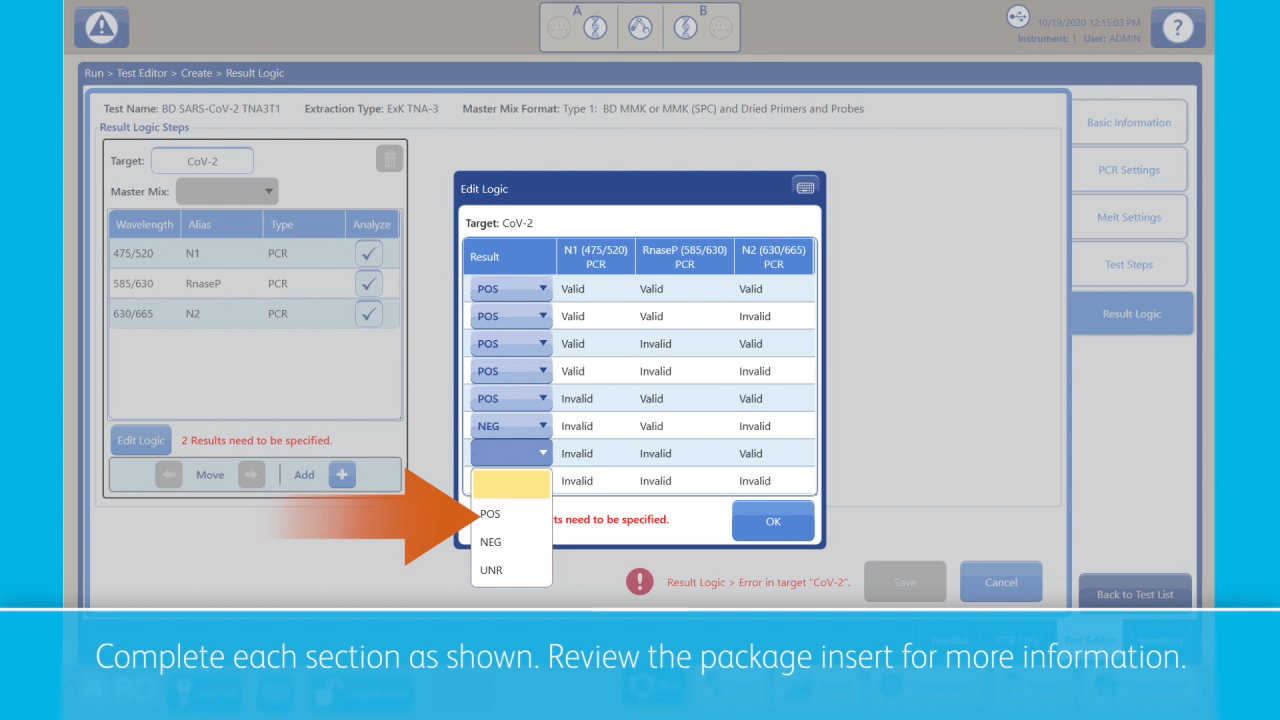 A B
10/19/2020 12:15:03 PM
Instrument: 1 User: ADMIN
?
Run > Test Editor > Create > Result Logic
Test Name: BD SARS-CoV-2 TNA3T1 Extraction Type: ExK TNA-3 Master Mix Format: Type 1: BD MMK or MMK (SPC) and Dried Primers and Probes
Result Logic Steps
Target: CoV-2
Master Mix:
Wavelength Alias Type Analyze
475/520 N1 PCR
585/630 RnaseP PCR
630/665 N2 PCR
Edit Logic 2 Results need to be specified.
Move Add
Edit Logic
Target: CoV-2
Result N1 (475/520) PCR RnaseP (585/630) PCR N2 (630/665) PCR
POS Valid Valid Valid
POS Valid Valid Invalid
POS Valid Invalid Valid
POS Valid Invalid Invalid
POS Invalid Valid Valid
NEG Invalid Valid Invalid
Invalid Invalid Valid
Invalid Invalid Invalid
POS
NEG
UNR
ts need to be specified.
OK
Result Logic > Error in target "CoV-2".
Save
Cancel
Basic Information
PCR Settings
Melt Settings
Test Steps
Result Logic
Back to Test List
Complete each section as shown. Review the package insert for more information.